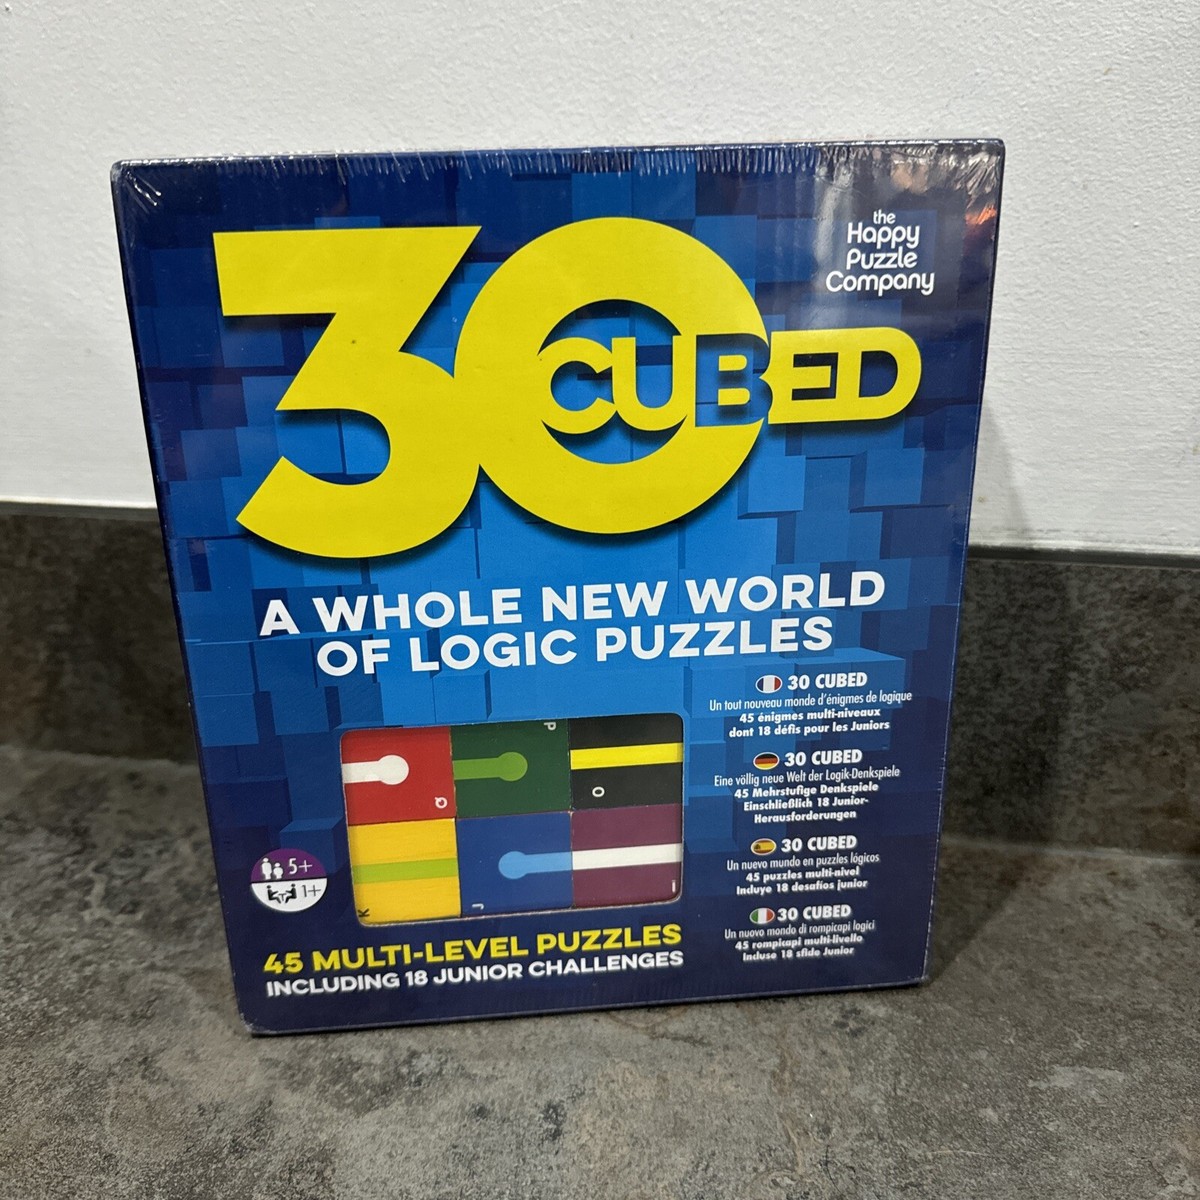 the
Happy
Puzzle
Company
30
CUBED
A WHOLE NEW WORLD
OF LOGIC PUZZLES
30 CUBED
Un tout nouveau monde d'énigmes de logique
45 énigmes multi-niveaux
dont 18 défis pour les Juniors
30 CUBED
Eine völlig neue Welt der Logik-Denkspiele
45 Mehrstufige Denkspiele
Einschließlich 18 Junior-
Herausforderungen
30 CUBED
Un nuevo mundo en puzzles lógicos
45 puzzles multi-nivel
Incluye 18 desafíos junior
30 CUBED
Un nuovo mondo di rompicapi logici
45 rompicapi multi-livello
Incluso 18 sfide Junior
P
Q
O
K
J
i
5+
1+
45 MULTI-LEVEL PUZZLES
INCLUDING 18 JUNIOR CHALLENGES